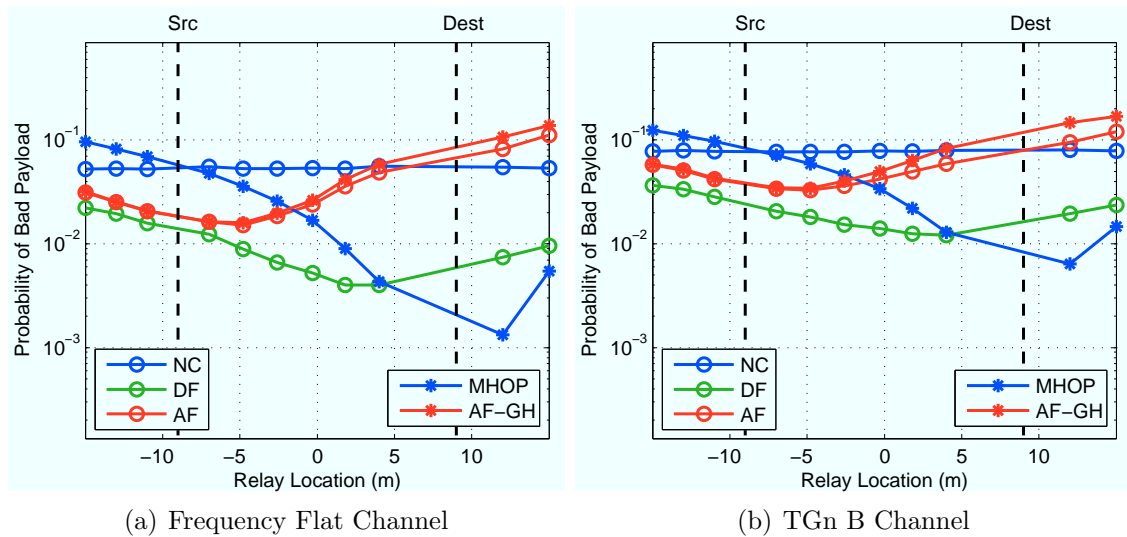 Src Dest
Probability of Bad Payload
10^-1
10^-2
10^-3
NC
DF
AF
MHOP
AF-GH
-10 -5 0 5 10
Relay Location (m)
(a) Frequency Flat Channel
Src Dest
Probability of Bad Payload
10^-1
10^-2
10^-3
NC
DF
AF
MHOP
AF-GH
-10 -5 0 5 10
Relay Location (m)
(b) TGn B Channel